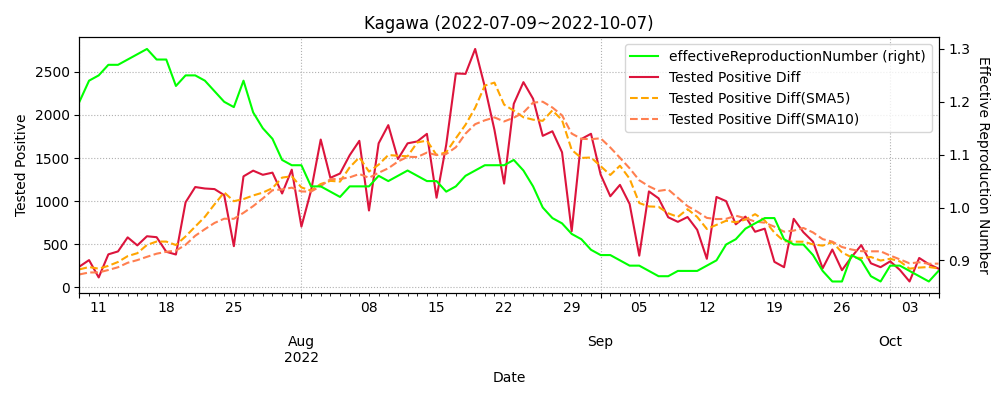 Kagawa (2022-07-09~2022-10-07)
effectiveReproductionNumber (right)
Tested Positive Diff
Tested Positive Diff(SMA5)
Tested Positive Diff(SMA10)
Tested Positive
2500
2000
1500
1000
500
0
1.3
1.2
1.1
1.0
0.9
Effective Reproduction Number
11 18 25 08 15 22 29 05 12 19 26 03
Aug Sep Oct
2022
Date